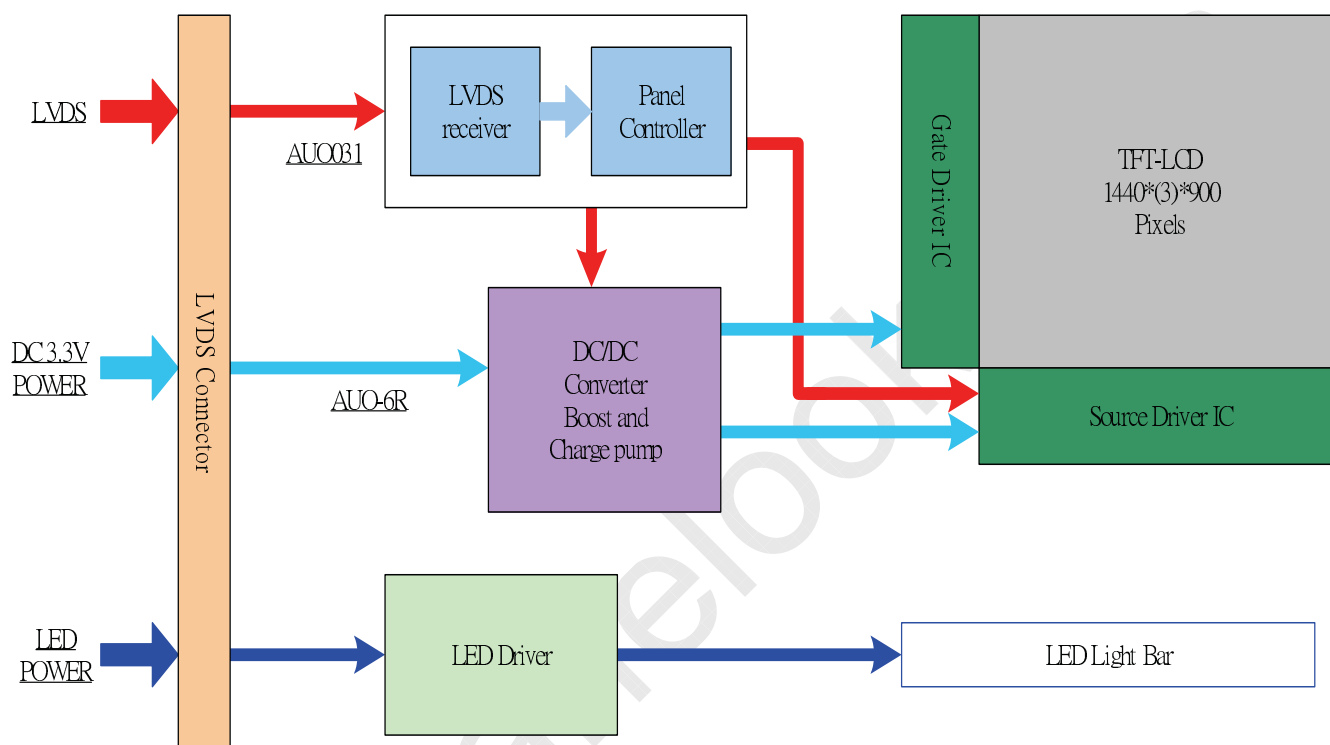 LVDS
DC 3.3V
POWER
LED
POWER
LVDS Connector
AUO031
AUO-6R
LVDS
receiver
Panel
Controller
DC/DC
Converter
Boost and
Charge pump
LED Driver
Gate Driver IC
TFT-LCD
1440*(3)*900
Pixels
Source Driver IC
LED Light Bar